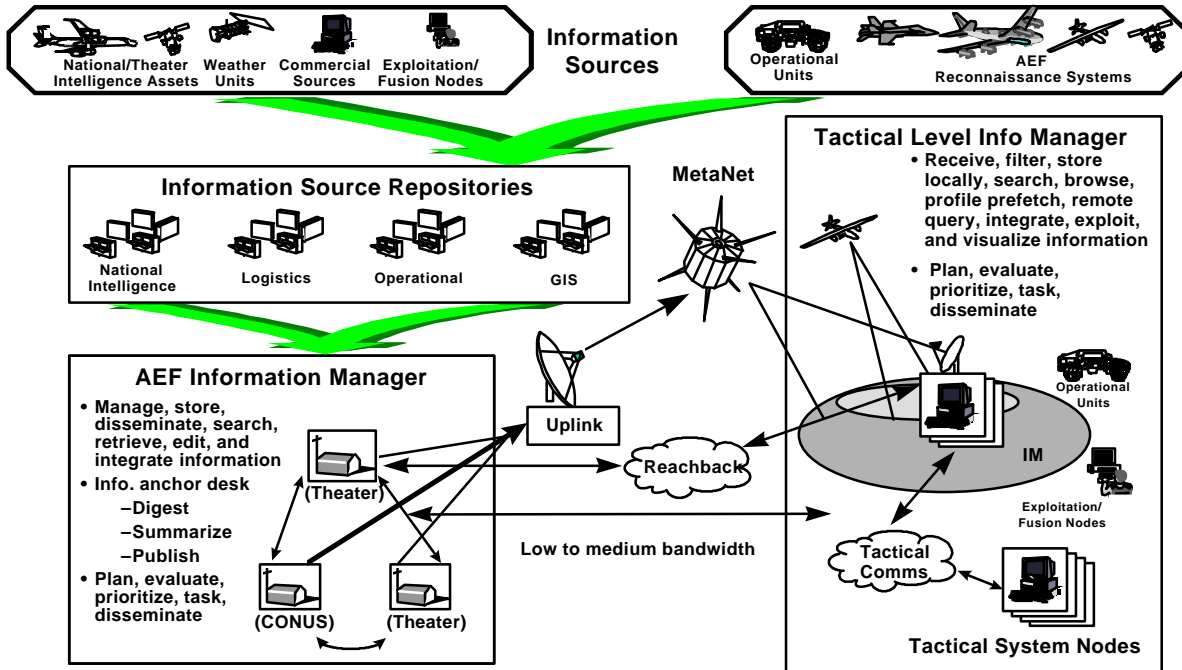 Information
Sources
National/Theater
Intelligence Assets
Weather
Units
Commercial
Sources
Exploitation/
Fusion Nodes
Operational
Units
AEF
Reconnaissance Systems
Information Source Repositories
National
Intelligence
Logistics
Operational
GIS
MetaNet
Tactical Level Info Manager
• Receive, filter, store
locally, search, browse,
profile prefetch, remote
query, integrate, exploit,
and visualize information
• Plan, evaluate,
prioritize, task,
disseminate
AEF Information Manager
• Manage, store,
disseminate, search,
retrieve, edit, and
integrate information
• Info. anchor desk
–Digest
–Summarize
–Publish
• Plan, evaluate,
prioritize, task,
disseminate
(Theater)
(CONUS)
(Theater)
Uplink
Reachback
Low to medium bandwidth
Operational
Units
IM
Exploitation/
Fusion Nodes
Tactical
Comms
Tactical System Nodes